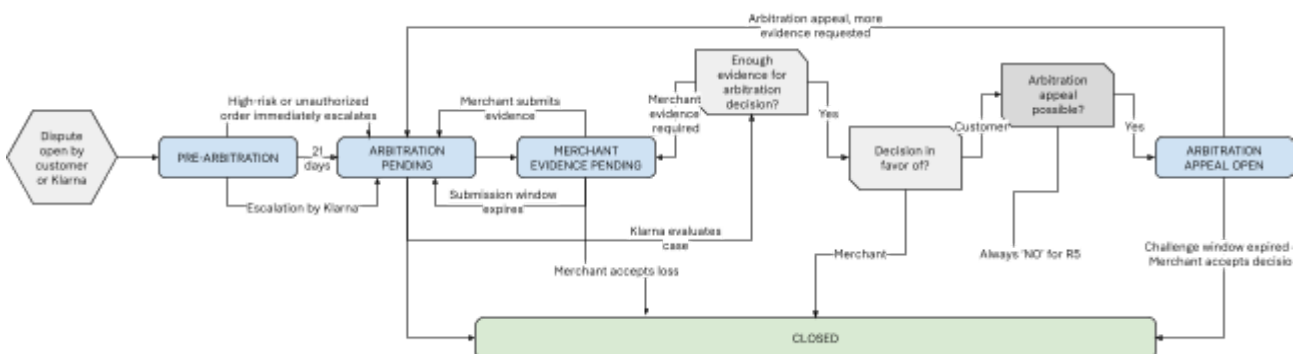 Arbitration appeal, more
evidence requested
Enough
evidence for
arbitration
decision?
Arbitration
appeal
possible?
High-risk or unauthorized
order immediately escalates
Merchant submits
evidence
Merchant
evidence
required
Yes
Customer
Yes
Dispute
open by
customer
or Klarna
PRE-ARBITRATION
21
days
ARBITRATION
PENDING
MERCHANT
EVIDENCE PENDING
Decision in
favor of?
ARBITRATION
APPEAL OPEN
Escalation by Klarna
Submission window
expires
Klarna evaluates
case
Merchant accepts loss
Merchant
Always 'NO' for R5
Challenge window expired
Merchant accepts decisio
CLOSED